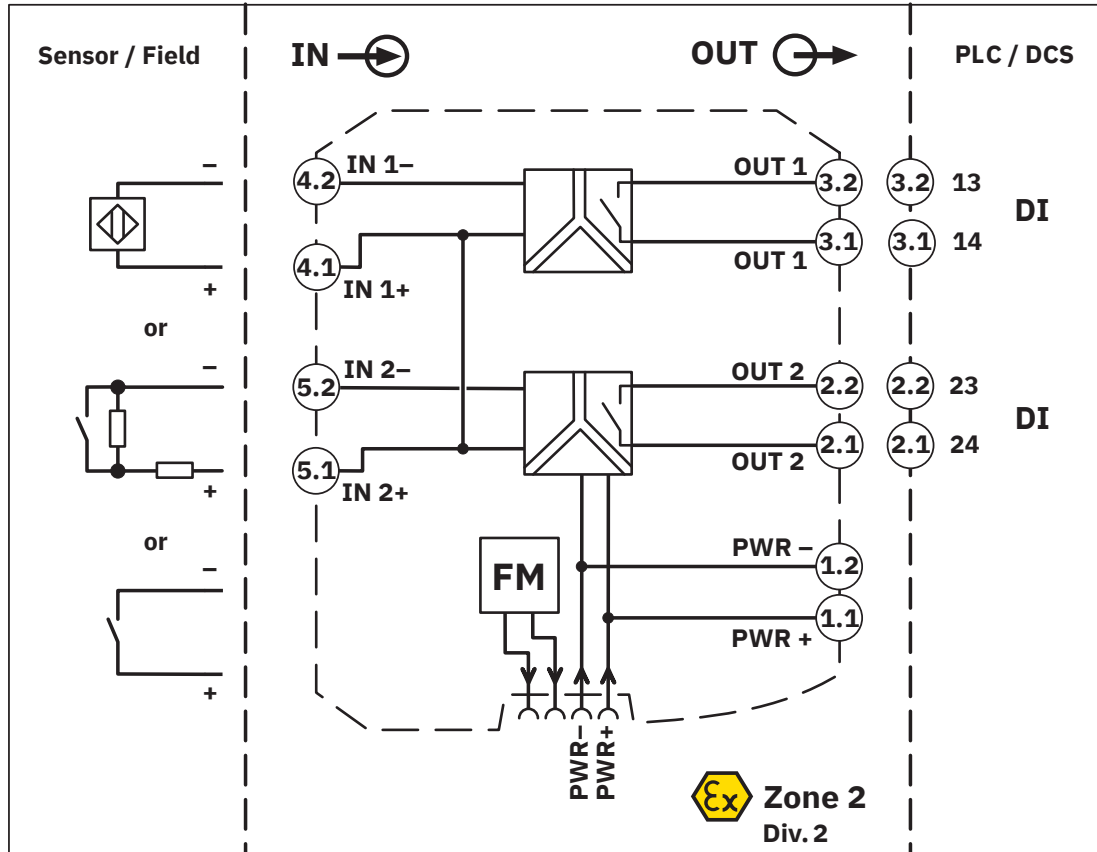 Sensor / Field
IN
OUT
PLC / DCS
–
4.2
IN 1–
OUT 1
3.2
3.2
13
DI
4.1
IN 1+
OUT 1
3.1
3.1
14
+
or
–
5.2
IN 2–
OUT 2
2.2
2.2
23
DI
5.1
IN 2+
OUT 2
2.1
2.1
24
+
or
–
FM
PWR –
1.2
1.1
PWR +
+
PWR–
PWR+
Ex
Zone 2
Div. 2